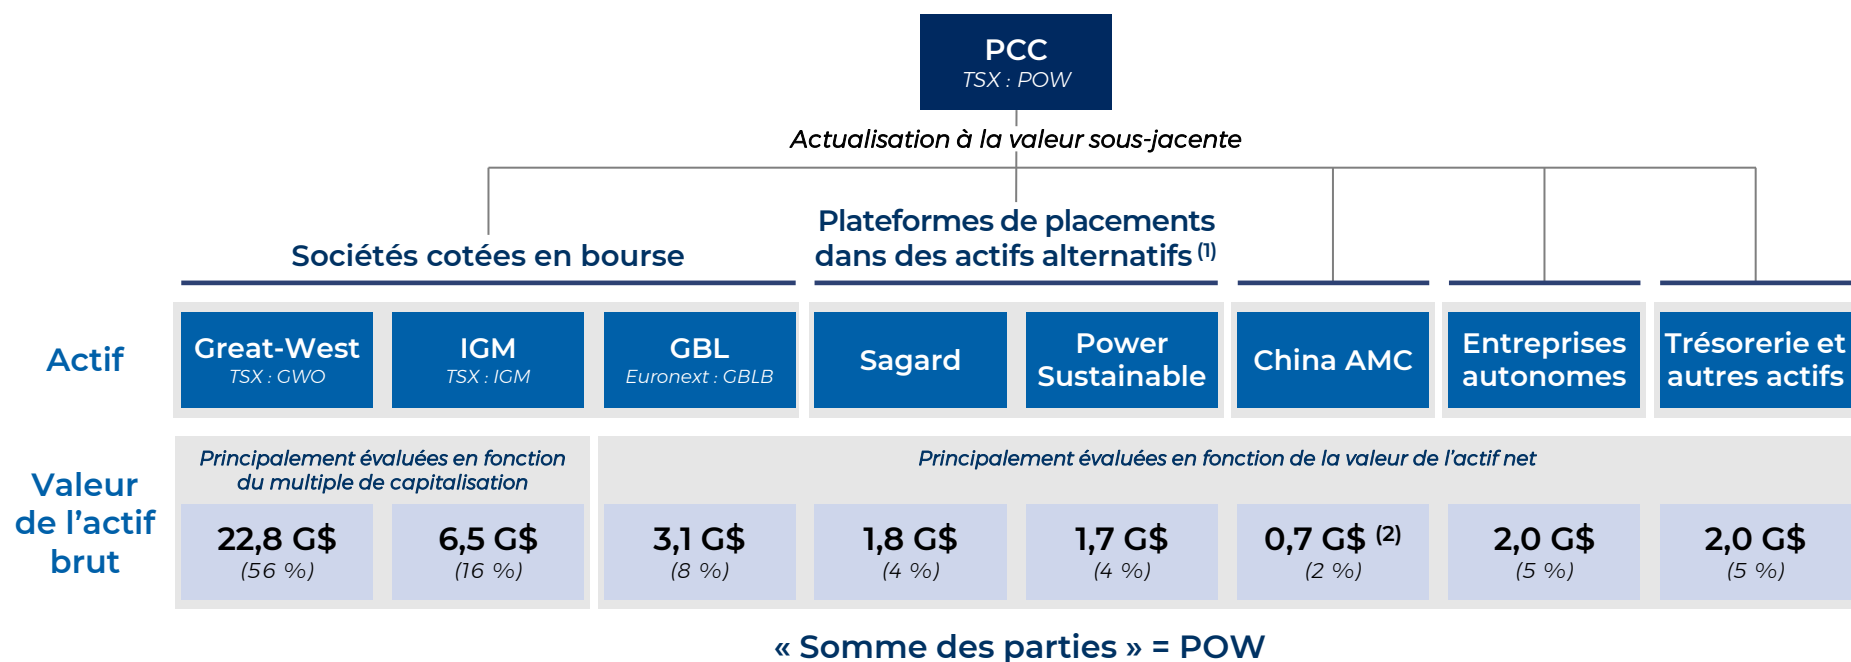 PCC
TSX : POW
Actualisation à la valeur sous-jacente
Sociétés cotées en bourse
Plateformes de placements
dans des actifs alternatifs (1)
Actif
Great-West
TSX : GWO
IGM
TSX : IGM
GBL
Euronext : GBLB
Sagard
Power
Sustainable
China AMC
Entreprises
autonomes
Trésorerie et
autres actifs
Valeur
de l'actif
brut
Principalement évaluées en fonction
du multiple de capitalisation
Principalement évaluées en fonction de la valeur de l'actif net
22,8 G$
(56 %)
6,5 G$
(16 %)
3,1 G$
(8 %)
1,8 G$
(4 %)
1,7 G$
(4 %)
0,7 G$ (2)
(2 %)
2,0 G$
(5 %)
2,0 G$
(5 %)
« Somme des parties » = POW